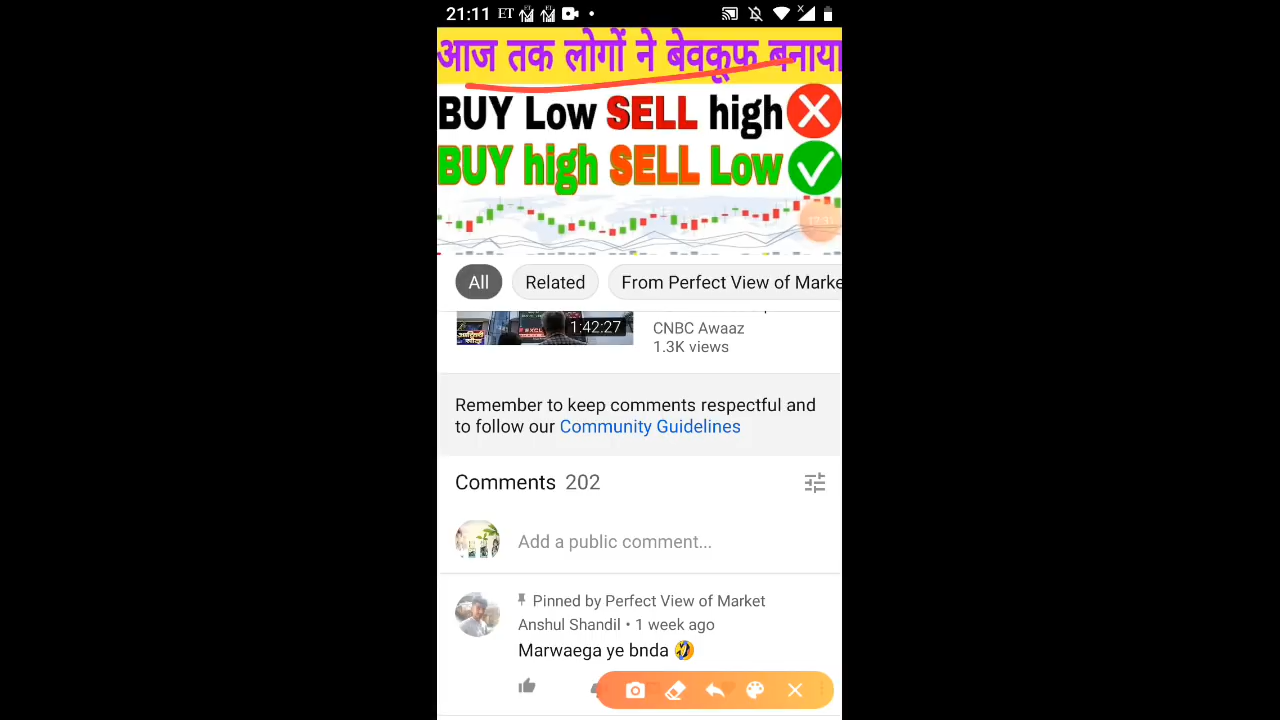 21:11 ET
आज तक लोगों ने बेवकूफ बनाया
BUY Low SELL high
BUY high SELL Low
12:31
All
Related
From Perfect View of Marke
1:42:27
CNBC Awaaz
1.3K views
Remember to keep comments respectful and
to follow our Community Guidelines
Comments 202
Add a public comment...
Pinned by Perfect View of Market
Anshul Shandil • 1 week ago
Marwaega ye bnda 🤣